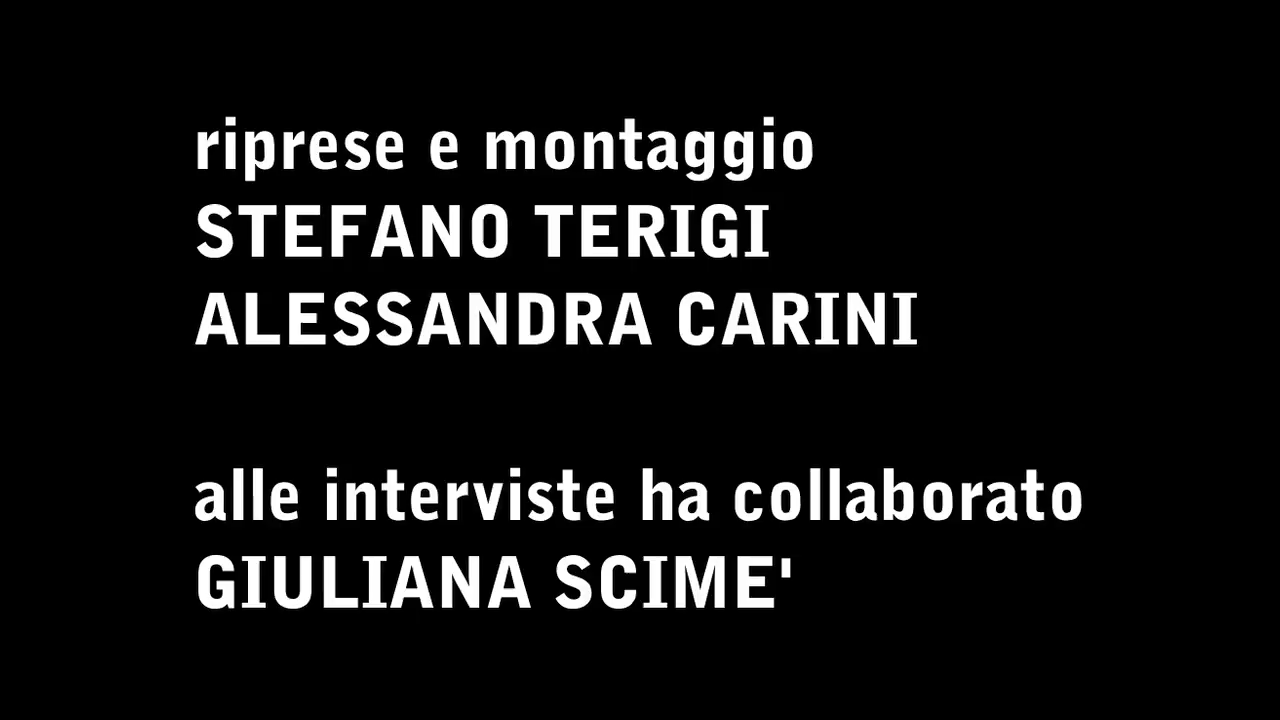 riprese e montaggio
STEFANO TERIGI
ALESSANDRA CARINI
alle interviste ha collaborato
GIULIANA SCIME'